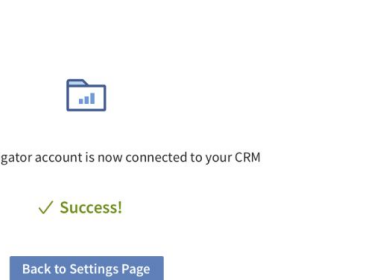 gator account is now connected to your CRM
Success!
Back to Settings Page